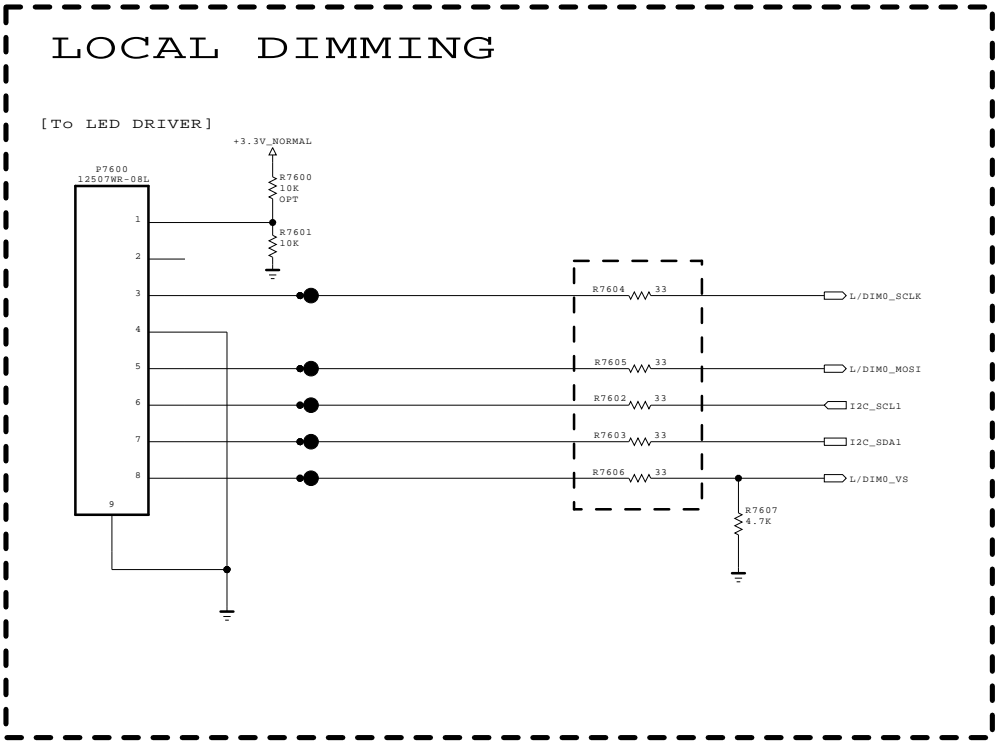 LOCAL DIMMING
[To LED DRIVER]
+3.3V_NORMAL
P7600
12507WR-08L
R7600
10K
OPT
1
R7601
10K
2
3
R7604 33
L/DIM0_SCLK
4
5
R7605 33
L/DIM0_MOSI
6
R7602 33
I2C_SCL1
7
R7603 33
I2C_SDA1
8
R7606 33
L/DIM0_VS
9
R7607
4.7K